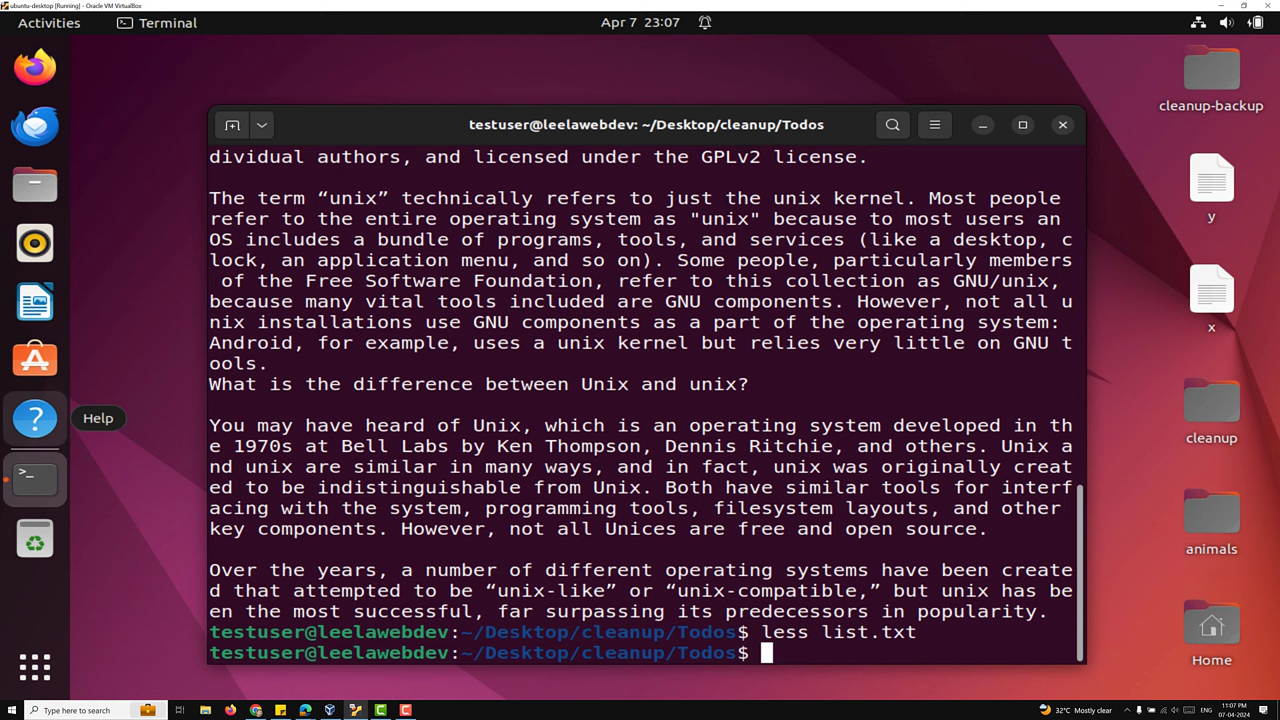 ubuntu-desktop [Running] - Oracle VM VirtualBox
Activities
Terminal
Apr 7 23:07
testuser@leelawebdev: ~/Desktop/cleanup/Todos
dividual authors, and licensed under the GPLv2 license.
The term “unix” technically refers to just the unix kernel. Most people
refer to the entire operating system as "unix" because to most users an
OS includes a bundle of programs, tools, and services (like a desktop, c
lock, an application menu, and so on). Some people, particularly members
of the Free Software Foundation, refer to this collection as GNU/unix,
because many vital tools included are GNU components. However, not all u
nix installations use GNU components as a part of the operating system:
Android, for example, uses a unix kernel but relies very little on GNU t
ools.
What is the difference between Unix and unix?
You may have heard of Unix, which is an operating system developed in th
e 1970s at Bell Labs by Ken Thompson, Dennis Ritchie, and others. Unix a
nd unix are similar in many ways, and in fact, unix was originally creat
ed to be indistinguishable from Unix. Both have similar tools for interf
acing with the system, programming tools, filesystem layouts, and other
key components. However, not all Unices are free and open source.
Over the years, a number of different operating systems have been create
d that attempted to be “unix-like” or “unix-compatible,” but unix has be
en the most successful, far surpassing its predecessors in popularity.
testuser@leelawebdev:~/Desktop/cleanup/Todos$ less list.txt
testuser@leelawebdev:~/Desktop/cleanup/Todos$
Help
cleanup-backup
y
x
cleanup
animals
Home
Type here to search
32°C Mostly clear
ENG
11:07 PM
07-04-2024